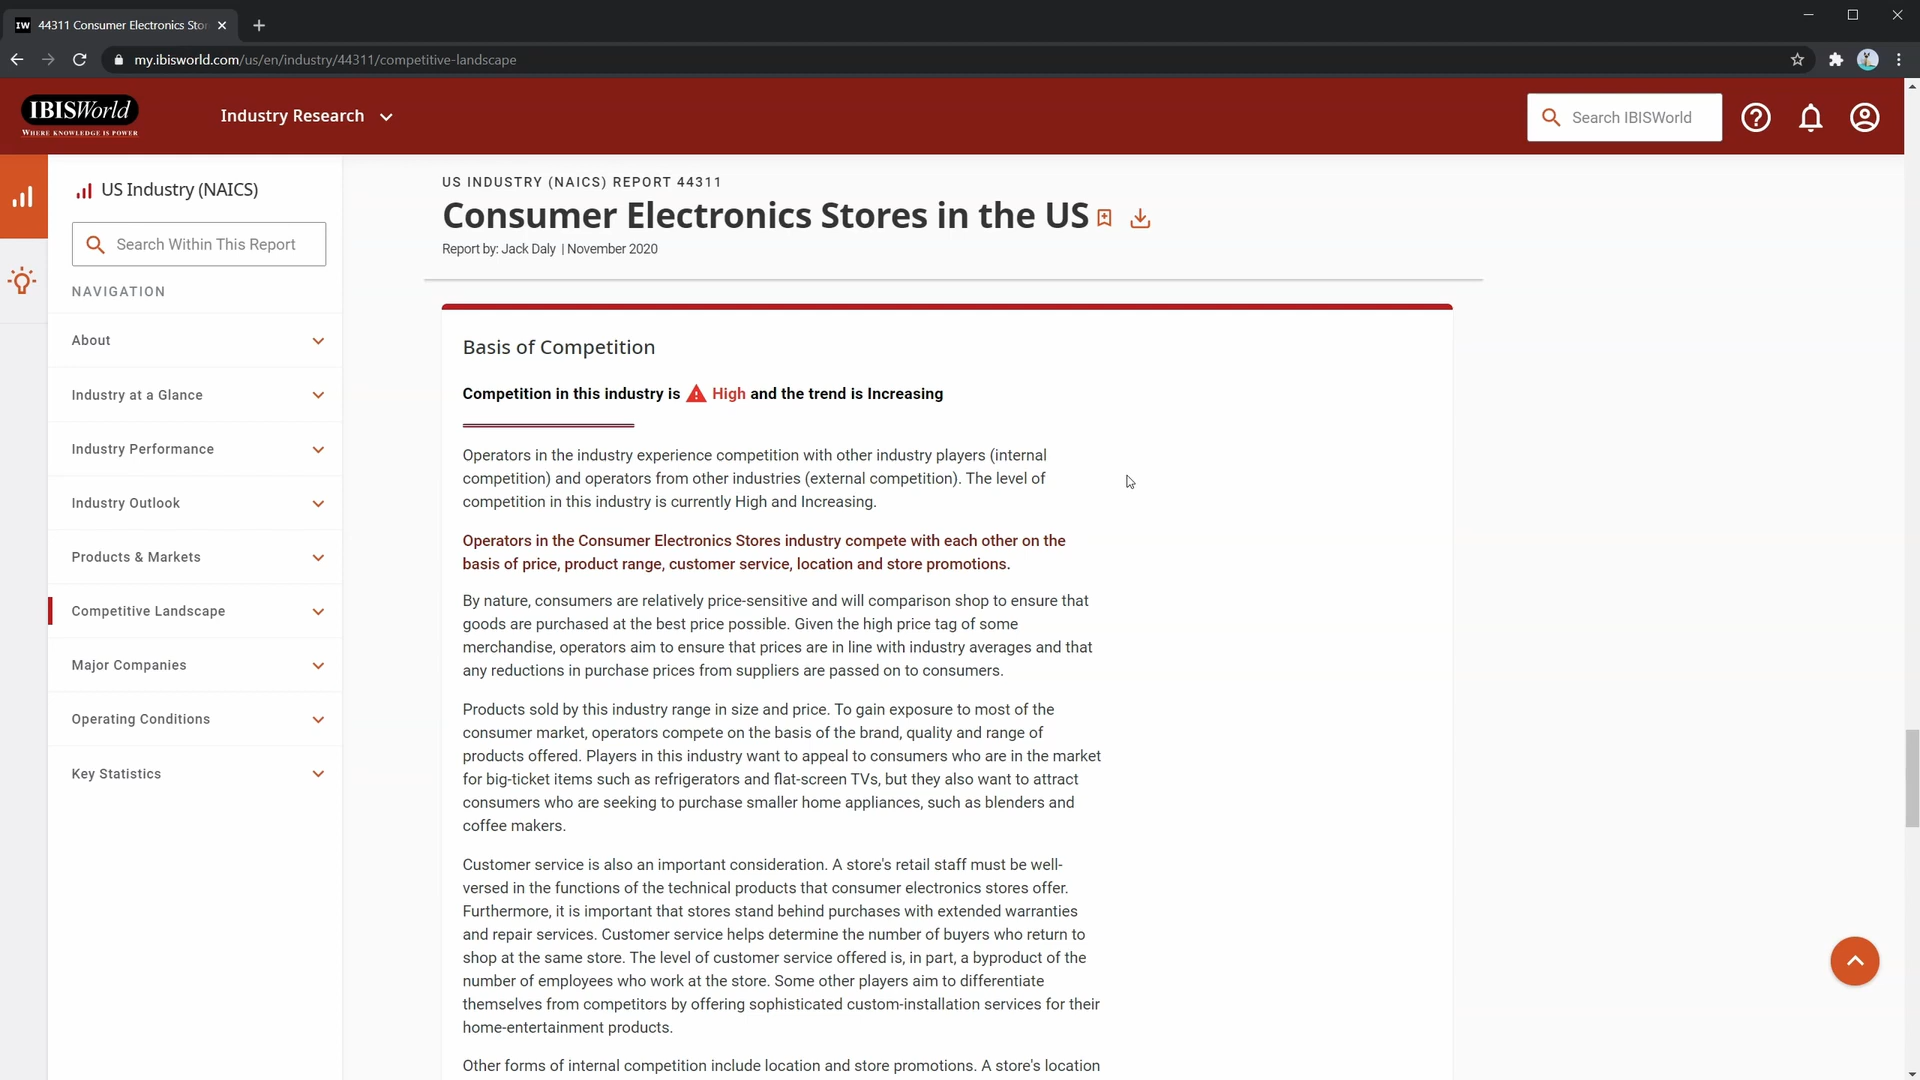 44311 Consumer Electronics Sto
my.ibisworld.com/us/en/industry/44311/competitive-landscape
IBISWorld
WHERE KNOWLEDGE IS POWER
Industry Research
Search IBISWorld
US Industry (NAICS)
Search Within This Report
NAVIGATION
About
Industry at a Glance
Industry Performance
Industry Outlook
Products & Markets
Competitive Landscape
Major Companies
Operating Conditions
Key Statistics
US INDUSTRY (NAICS) REPORT 44311
Consumer Electronics Stores in the US
Report by: Jack Daly | November 2020
Basis of Competition
Competition in this industry is High and the trend is Increasing
Operators in the industry experience competition with other industry players (internal
competition) and operators from other industries (external competition). The level of
competition in this industry is currently High and Increasing.
Operators in the Consumer Electronics Stores industry compete with each other on the
basis of price, product range, customer service, location and store promotions.
By nature, consumers are relatively price-sensitive and will comparison shop to ensure that
goods are purchased at the best price possible. Given the high price tag of some
merchandise, operators aim to ensure that prices are in line with industry averages and that
any reductions in purchase prices from suppliers are passed on to consumers.
Products sold by this industry range in size and price. To gain exposure to most of the
consumer market, operators compete on the basis of the brand, quality and range of
products offered. Players in this industry want to appeal to consumers who are in the market
for big-ticket items such as refrigerators and flat-screen TVs, but they also want to attract
consumers who are seeking to purchase smaller home appliances, such as blenders and
coffee makers.
Customer service is also an important consideration. A store's retail staff must be well-
versed in the functions of the technical products that consumer electronics stores offer.
Furthermore, it is important that stores stand behind purchases with extended warranties
and repair services. Customer service helps determine the number of buyers who return to
shop at the same store. The level of customer service offered is, in part, a byproduct of the
number of employees who work at the store. Some other players aim to differentiate
themselves from competitors by offering sophisticated custom-installation services for their
home-entertainment products.
Other forms of internal competition include location and store promotions. A store's location